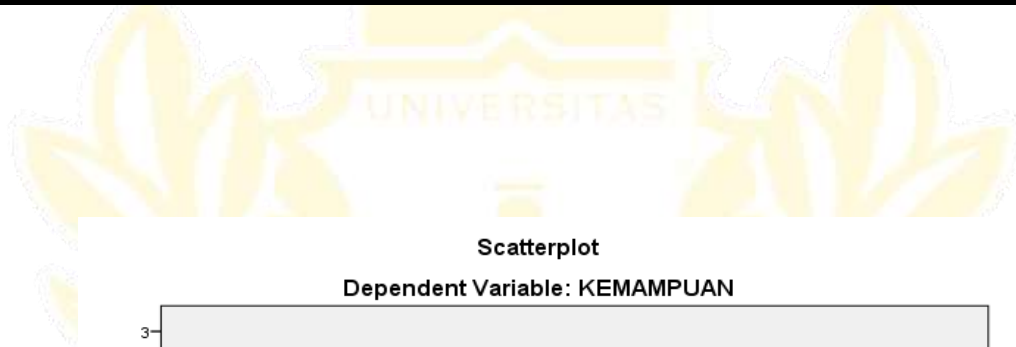 UNIVERSITAS
Scatterplot
Dependent Variable: KEMAMPUAN
3